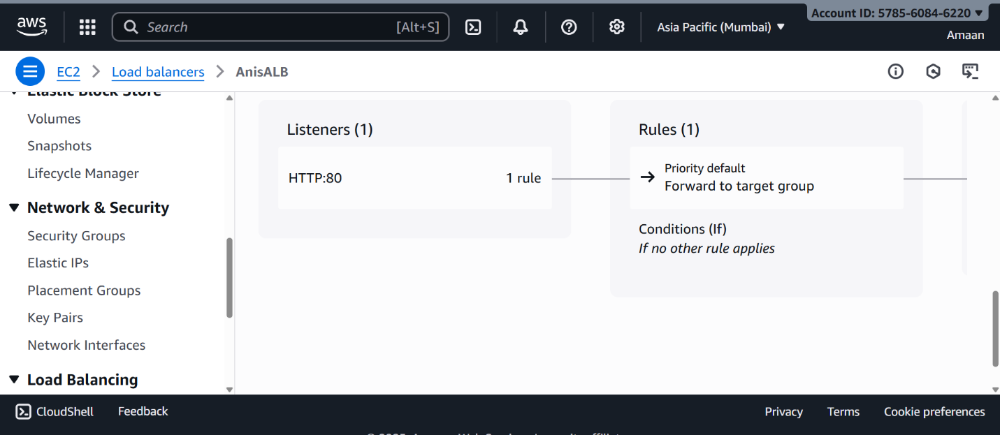 Account ID: 5785-6084-6220
aws
Search [Alt+S]
Asia Pacific (Mumbai)
Amaan
EC2 Load balancers AnisALB
Elastic Block Store
Volumes
Snapshots
Lifecycle Manager
Network & Security
Security Groups
Elastic IPs
Placement Groups
Key Pairs
Network Interfaces
Load Balancing
Listeners (1)
HTTP:80 1 rule
Rules (1)
Priority default
Forward to target group
Conditions (If)
If no other rule applies
CloudShell Feedback Privacy Terms Cookie preferences